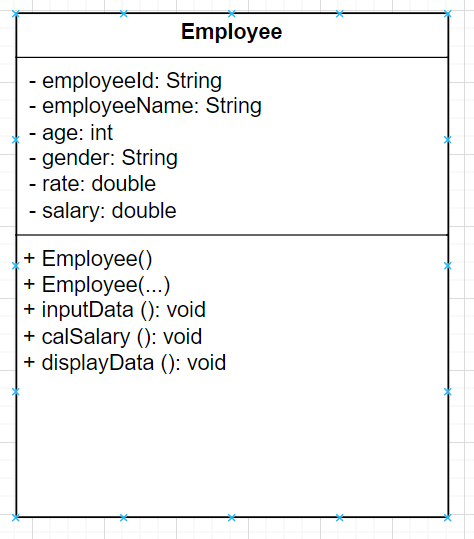 Employee
- employeeId: String
- employeeName: String
- age: int
- gender: String
- rate: double
- salary: double
+ Employee()
+ Employee(...)
+ inputData (): void
+ calSalary (): void
+ displayData (): void